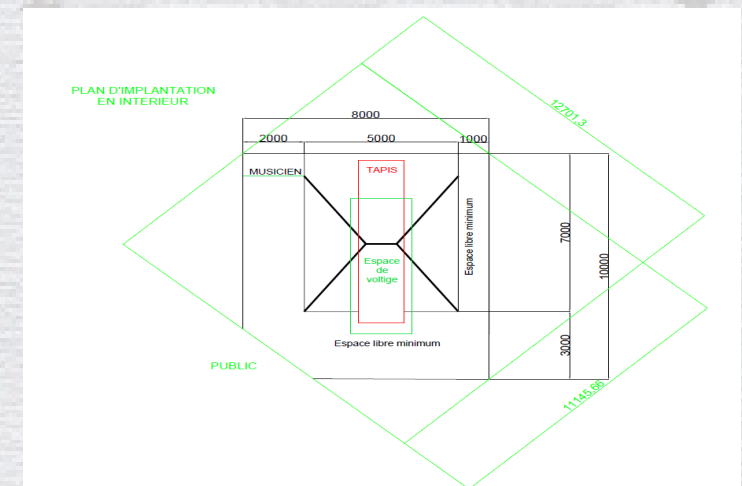 PLAN D'IMPLANTATION
EN INTERIEUR
12701,3
8000
2000
5000
1000
MUSICIEN
TAPIS
Espace libre minimum
7000
10000
Espace
de
voltige
3000
Espace libre minimum
PUBLIC
11145,66